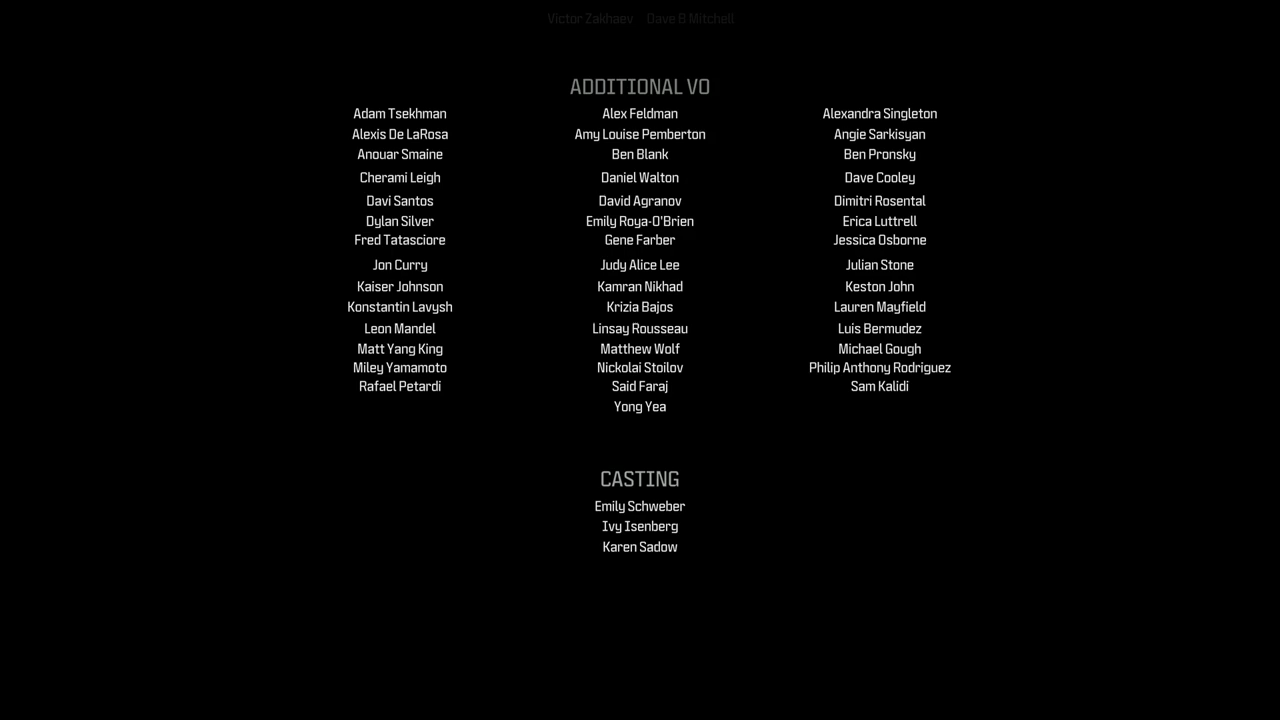 Victor Zakhaev Dave B Mitchell
ADDITIONAL VO
Adam Tsekhman Alex Feldman Alexandra Singleton
Alexis De LaRosa Amy Louise Pemberton Angie Sarkisyan
Anouar Smaine Ben Blank Ben Pronsky
Cherami Leigh Daniel Walton Dave Cooley
Davi Santos David Agranov Dimitri Rosental
Dylan Silver Emily Roya-O'Brien Erica Luttrell
Fred Tatasciore Gene Farber Jessica Osborne
Jon Curry Judy Alice Lee Julian Stone
Kaiser Johnson Kamran Nikhad Keston John
Konstantin Lavysh Krizia Bajos Lauren Mayfield
Leon Mandel Linsay Rousseau Luis Bermudez
Matt Yang King Matthew Wolf Michael Gough
Miley Yamamoto Nickolai Stoilov Philip Anthony Rodriguez
Rafael Petardi Said Faraj Sam Kalidi
Yong Yea
CASTING
Emily Schweber
Ivy Isenberg
Karen Sadow